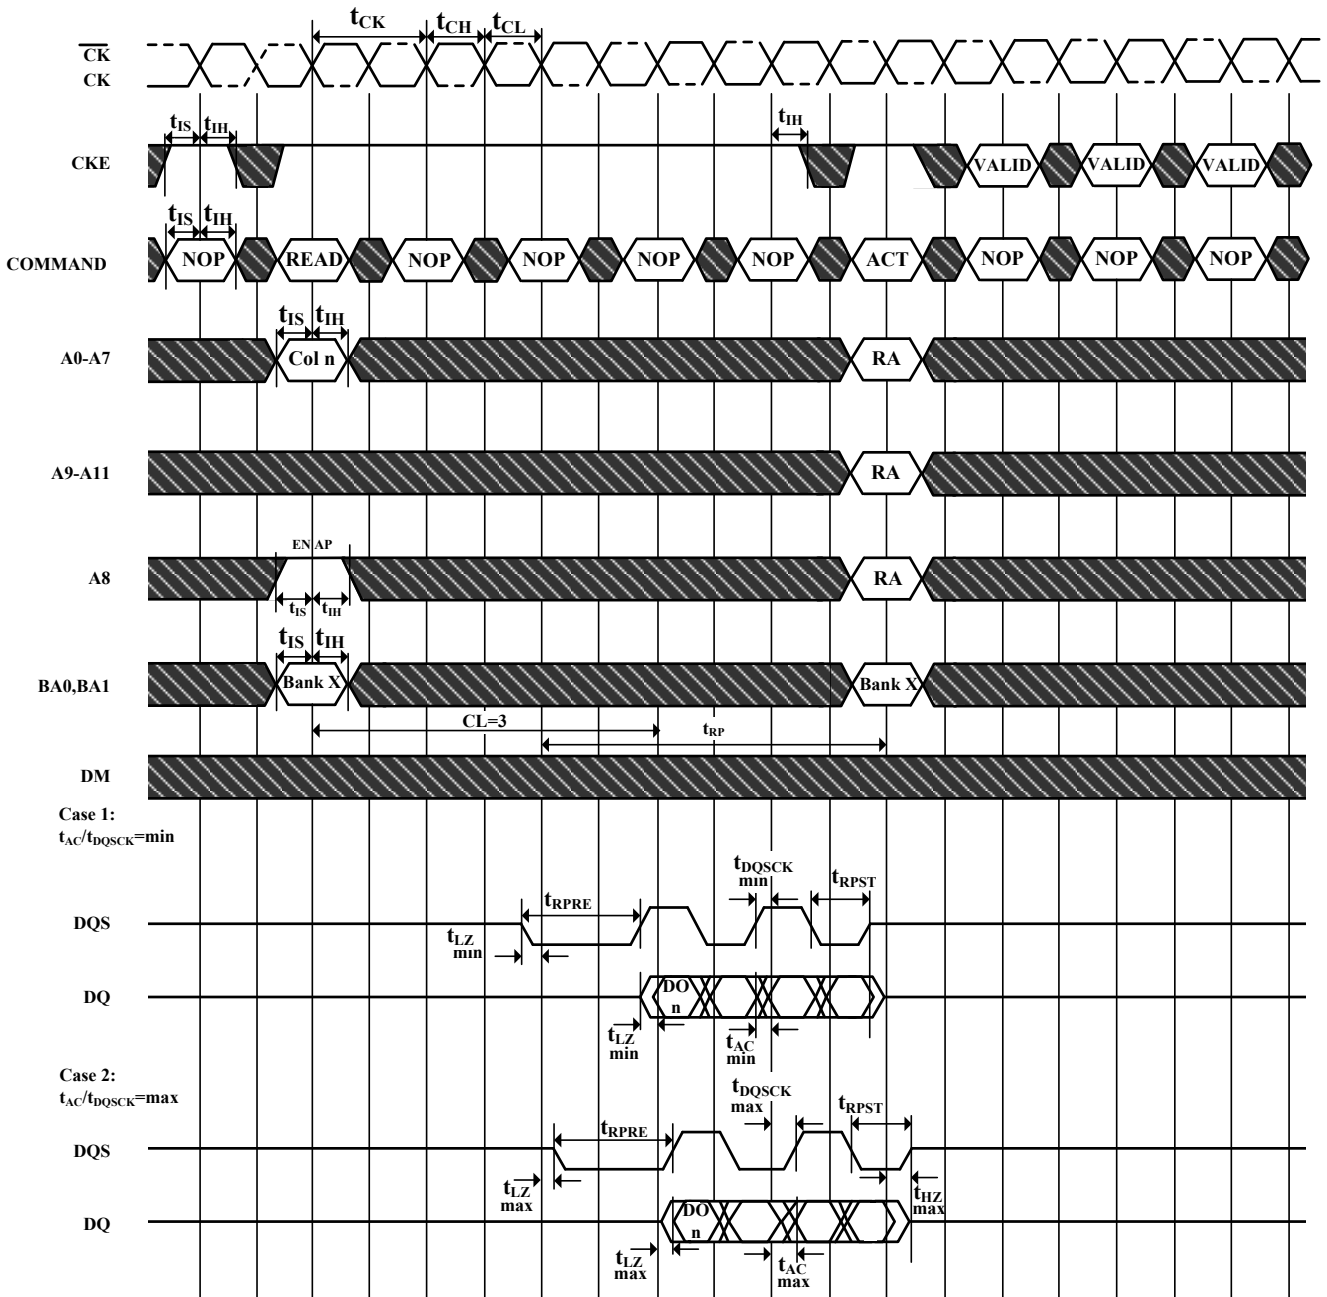 tCK tCH tCL
CK
CK
tIS tIH tIH
CKE VALID VALID VALID
tIS tIH
COMMAND NOP READ NOP NOP NOP NOP ACT NOP NOP NOP
tIS tIH
A0-A7 Col n RA
A9-A11 RA
EN AP
A8 RA
tIS tIH
tIS tIH
BA0,BA1 Bank X Bank X
CL=3 tRP
DM
Case 1:
tAC/tDQSCK=min
tDQSCK min tRPST
tRPRE
DQS
tLZ min
DQ DO n
tLZ min tAC min
Case 2:
tAC/tDQSCK=max
tDQSCK max tRPST
tRPRE
DQS
tLZ max tHZ max
DQ DO n
tLZ max tAC max